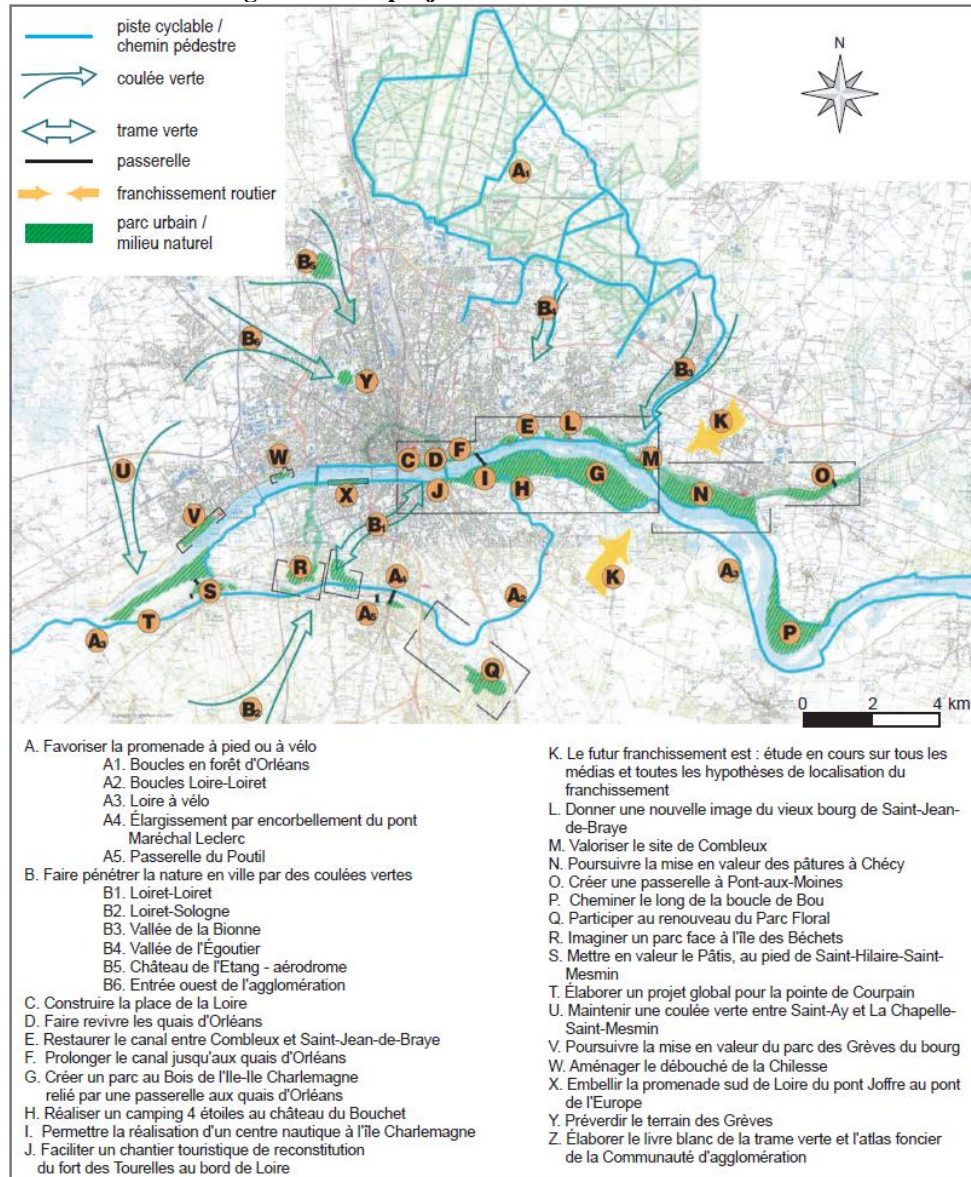 piste cyclable /
chemin pédestre
coulée verte
trame verte
passerelle
franchissement routier
parc urbain /
milieu naturel
N
A1
B5
B4
B6
B3
Y
K
E
L
F
C
D
M
O
U
W
I
G
J
H
N
X
V
B1
R
A4
K
S
A2
A3
A5
T
A3
P
Q
B2
0 2 4 km
A. Favoriser la promenade à pied ou à vélo
A1. Boucles en forêt d'Orléans
A2. Boucles Loire-Loiret
A3. Loire à vélo
A4. Élargissement par encorbellement du pont
Maréchal Leclerc
A5. Passerelle du Poutil
B. Faire pénétrer la nature en ville par des coulées vertes
B1. Loiret-Loiret
B2. Loiret-Sologne
B3. Vallée de la Bionne
B4. Vallée de l'Égoutier
B5. Château de l'Etang - aérodrome
B6. Entrée ouest de l'agglomération
C. Construire la place de la Loire
D. Faire revivre les quais d'Orléans
E. Restaurer le canal entre Combleux et Saint-Jean-de-Braye
F. Prolonger le canal jusqu'aux quais d'Orléans
G. Créer un parc au Bois de l'Ile-Ile Charlemagne
relié par une passerelle aux quais d'Orléans
H. Réaliser un camping 4 étoiles au château du Bouchet
I. Permettre la réalisation d'un centre nautique à l'île Charlemagne
J. Faciliter un chantier touristique de reconstitution
du fort des Tourelles au bord de Loire
K. Le futur franchissement est : étude en cours sur tous les
médias et toutes les hypothèses de localisation du
franchissement
L. Donner une nouvelle image du vieux bourg de Saint-Jean-
de-Braye
M. Valoriser le site de Combleux
N. Poursuivre la mise en valeur des pâtures à Chécy
O. Créer une passerelle à Pont-aux-Moines
P. Cheminer le long de la boucle de Bou
Q. Participer au renouveau du Parc Floral
R. Imaginer un parc face à l'île des Béchets
S. Mettre en valeur le Pâtis, au pied de Saint-Hilaire-Saint-
Mesmin
T. Élaborer un projet global pour la pointe de Courpain
U. Maintenir une coulée verte entre Saint-Ay et La Chapelle-
Saint-Mesmin
V. Poursuivre la mise en valeur du parc des Grèves du bourg
W. Aménager le débouché de la Chilesse
X. Embellir la promenade sud de Loire du pont Joffre au pont
de l'Europe
Y. Préverdir le terrain des Grèves
Z. Élaborer le livre blanc de la trame verte et l'atlas foncier
de la Communauté d'agglomération